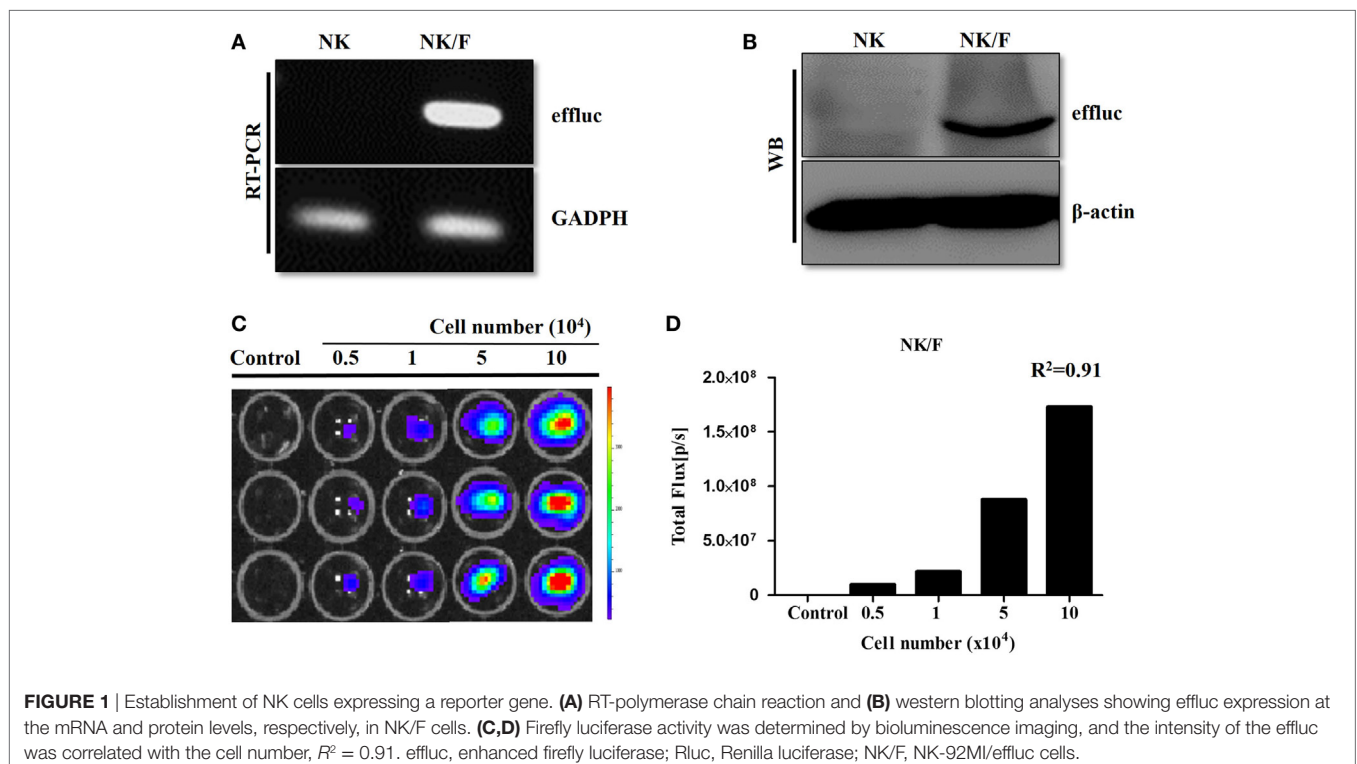 A
NK NK/F
RT-PCR
effluc
GADPH
B
NK NK/F
WB
effluc
β-actin
C
Cell number (10⁴)
Control 0.5 1 5 10
300
200
100
D
NK/F
R²=0.91
Total Flux[p/s]
2.0×10⁸
1.5×10⁸
1.0×10⁸
5.0×10⁷
0
Control 0.5 1 5 10
Cell number (x10⁴)
FIGURE 1 | Establishment of NK cells expressing a reporter gene. (A) RT-polymerase chain reaction and (B) western blotting analyses showing effluc expression at
the mRNA and protein levels, respectively, in NK/F cells. (C,D) Firefly luciferase activity was determined by bioluminescence imaging, and the intensity of the effluc
was correlated with the cell number, R² = 0.91. effluc, enhanced firefly luciferase; Rluc, Renilla luciferase; NK/F, NK-92MI/effluc cells.